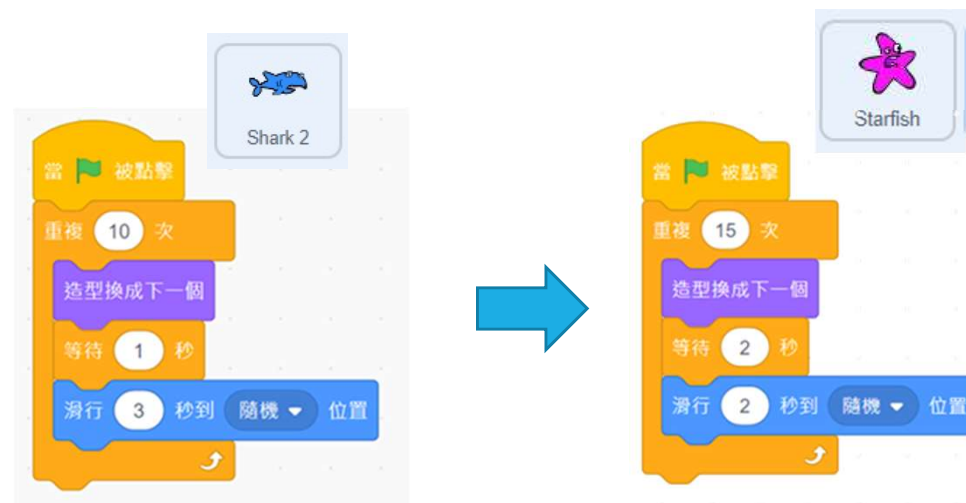 Shark 2
當 被點擊
重複 10 次
造型換成下一個
等待 1 秒
滑行 3 秒到 隨機 位置
Starfish
當 被點擊
重複 15 次
造型換成下一個
等待 2 秒
滑行 2 秒到 隨機 位置